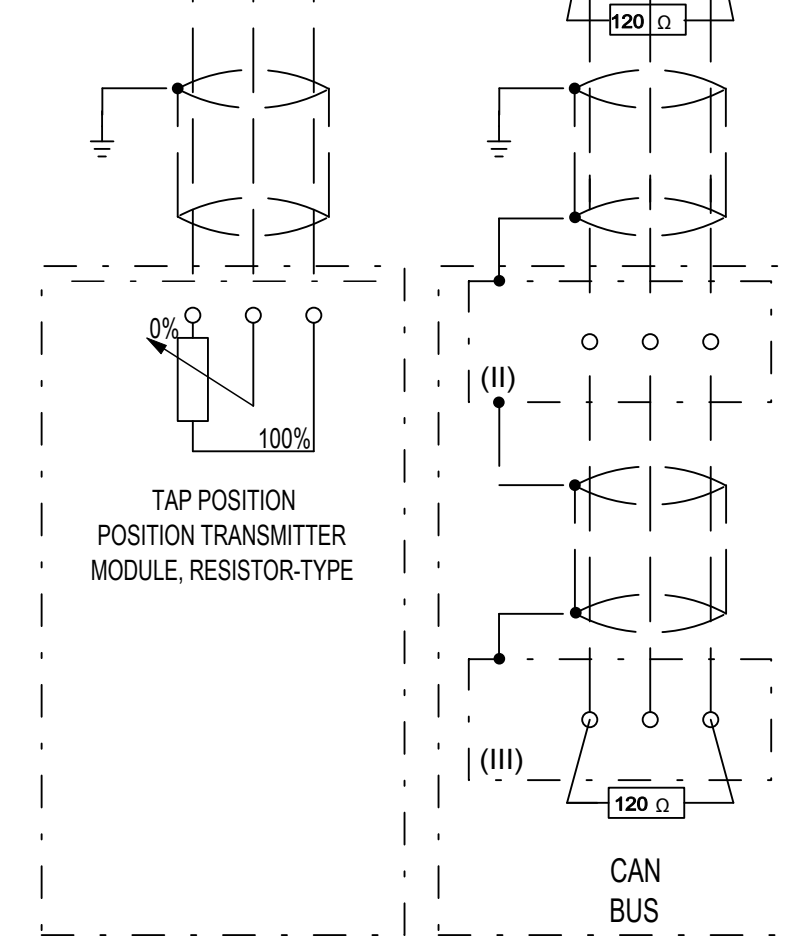 120 Ω
0%
100%
TAP POSITION
POSITION TRANSMITTER
MODULE, RESISTOR-TYPE
(II)
(III)
120 Ω
CAN
BUS